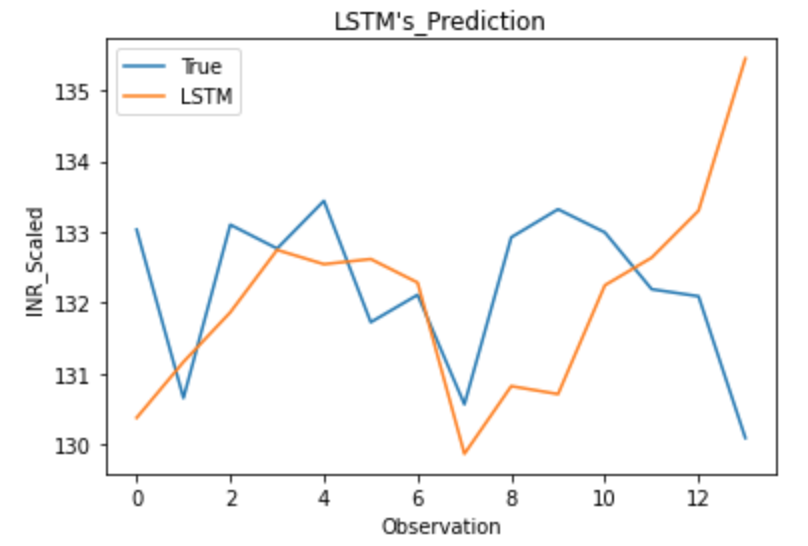 LSTM's_Prediction
True
LSTM
135
134
133
132
131
130
INR_Scaled
0 2 4 6 8 10 12
Observation